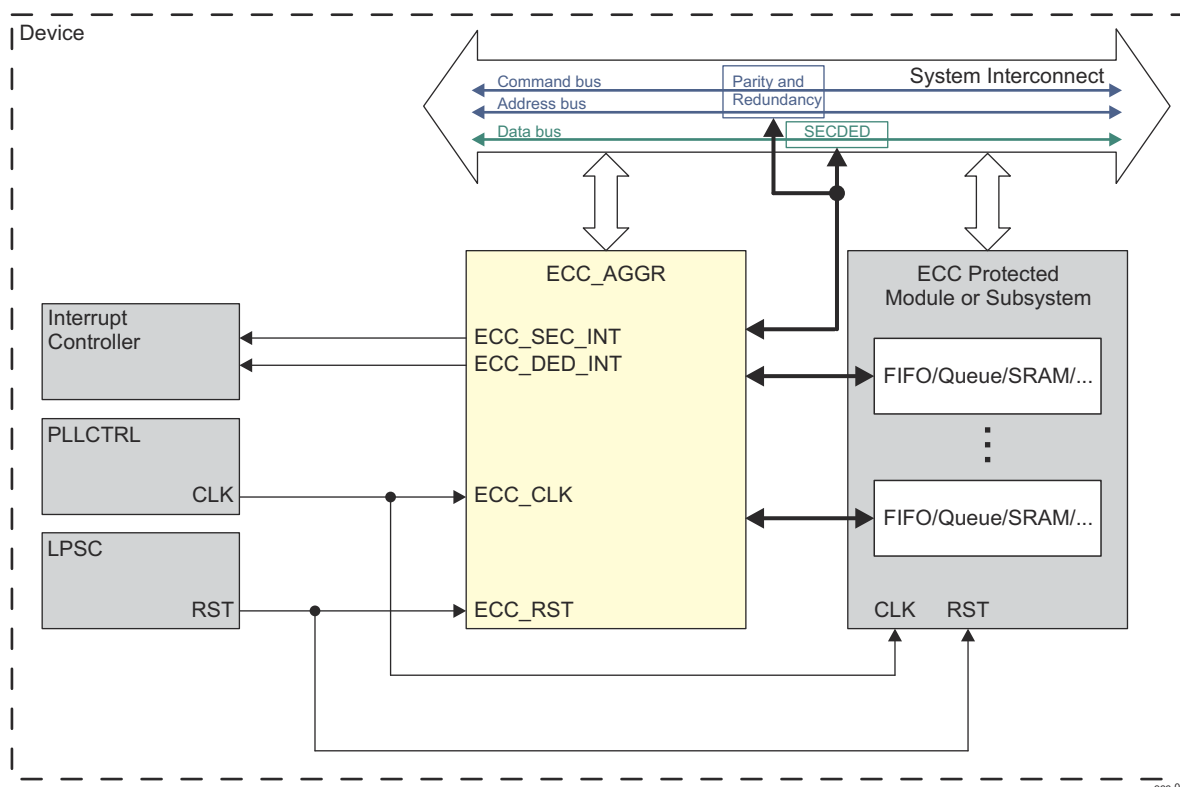 Device
System Interconnect
Command bus
Parity and
Redundancy
Address bus
Data bus
SECDED
ECC_AGGR
ECC Protected
Module or Subsystem
Interrupt
Controller
ECC_SEC_INT
ECC_DED_INT
FIFO/Queue/SRAM/...
PLLCTRL
CLK
ECC_CLK
FIFO/Queue/SRAM/...
LPSC
RST
ECC_RST
CLK
RST